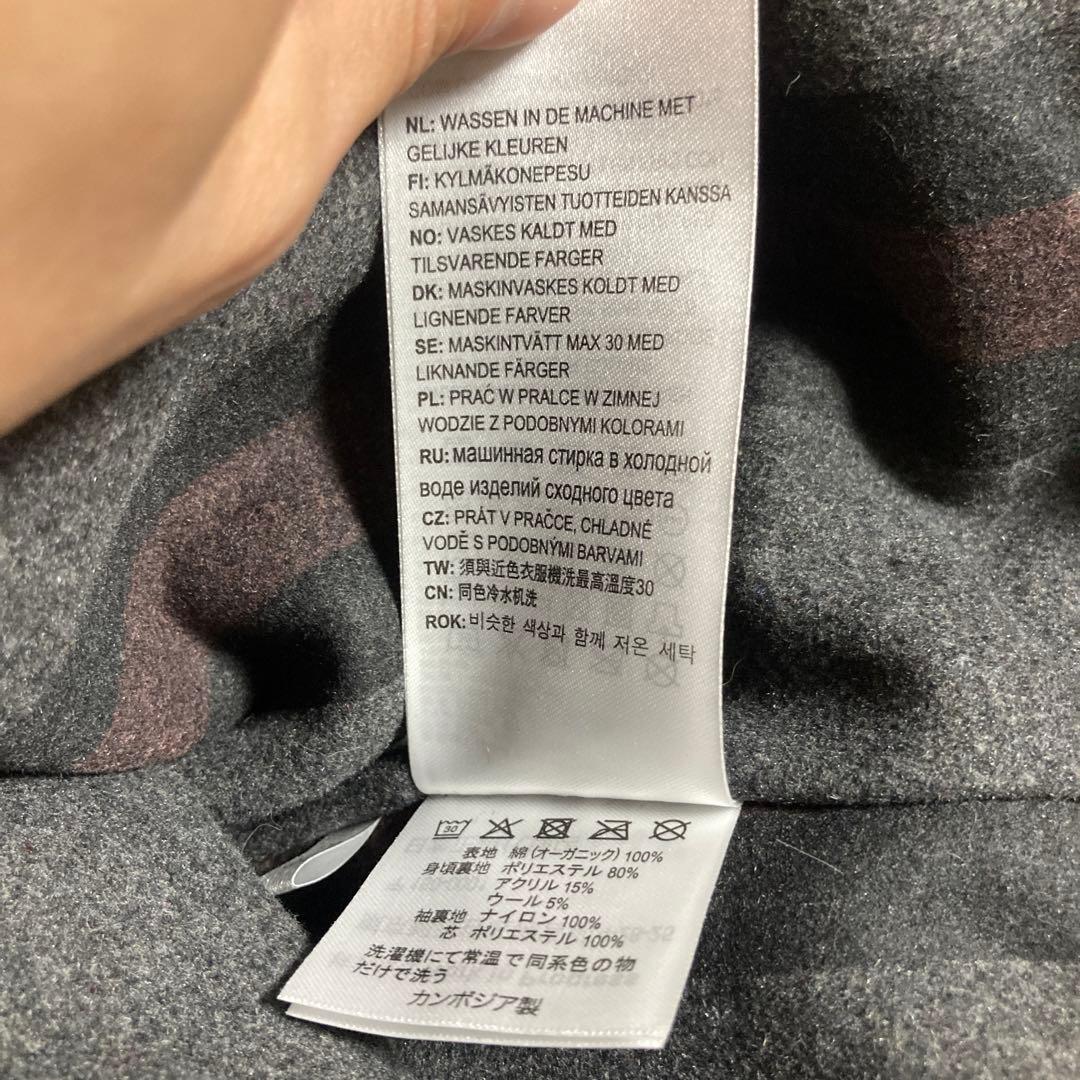 NL: WASSEN IN DE MACHINE MET
GELIJKE KLEUREN
FI: KYLMÄKONEPESU
SAMANSÄVYISTEN TUOTTEIDEN KANSSA
NO: VASKES KALDT MED
TILSVARENDE FARGER
DK: MASKINVASKES KOLDT MED
LIGNENDE FARVER
SE: MASKINTVÄTT MAX 30 MED
LIKNANDE FÄRGER
PL: PRAĆ W PRALCE W ZIMNEJ
WODZIE Z PODOBNYMI KOLORAMI
RU: МАШИННАЯ СТИРКА В ХОЛОДНОЙ
ВОДЕ ИЗДЕЛИЙ СХОДНОГО ЦВЕТА
CZ: PRÁT V PRAČCE, CHLADNÉ
VODĚ S PODOBNÝMI BARVAMI
TW: 須與近色衣服機洗最高溫度30
CN: 同色冷水机洗
ROK: 비슷한 색상과 함께 저온 세탁
30
表地 綿 (オーガニック) 100%
身頃裏地 ポリエステル 80%
アクリル 15%
ウール 5%
袖裏地 ナイロン 100%
芯 ポリエステル 100%
洗濯機にて常温で同系色の物
だけで洗う
カンボジア製